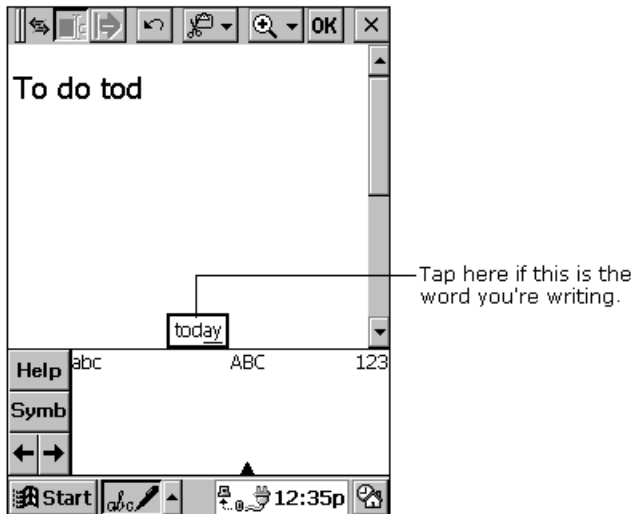 OK
To do tod
today
Tap here if this is the
word you're writing.
Help
abc ABC 123
Symb
Start abc 12:35p